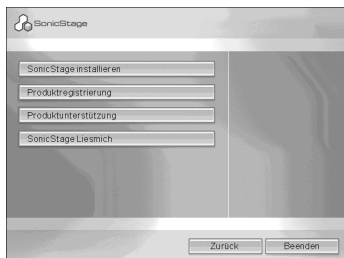 SonicStage
SonicStage installieren
Produktregistrierung
Produktunterstützung
SonicStage Liesmich
Zurück
Beenden